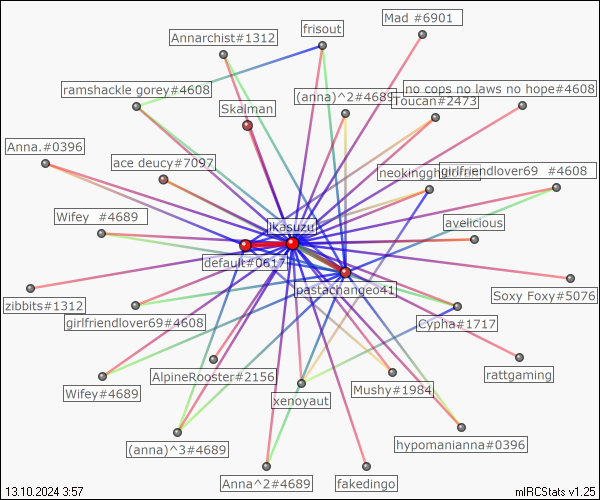 Mad #6901
frisout
Annarchist#1312
ramshackle gorey#4608
no cops no laws no hope#4608
(anna)^2#4689
Toucan#2473
Skalman
Anna.#0396
ace deucy#7097
girlfriendlover69 #4608
Wifey #4689
ikasuzu
avelicious
default#0617
pastachangeo41
Soxy Foxy#5076
zibbits#1312
girlfriendlover69#4608
Cypha#1717
AlpineRooster#2156
rattgaming
Wifey#4689
Mushy#1984
xenoyaut
(anna)^3#4689
hypomanianna#0396
Anna^2#4689
fakedingo
13.10.2024 3:57
mIRCStats v1.25